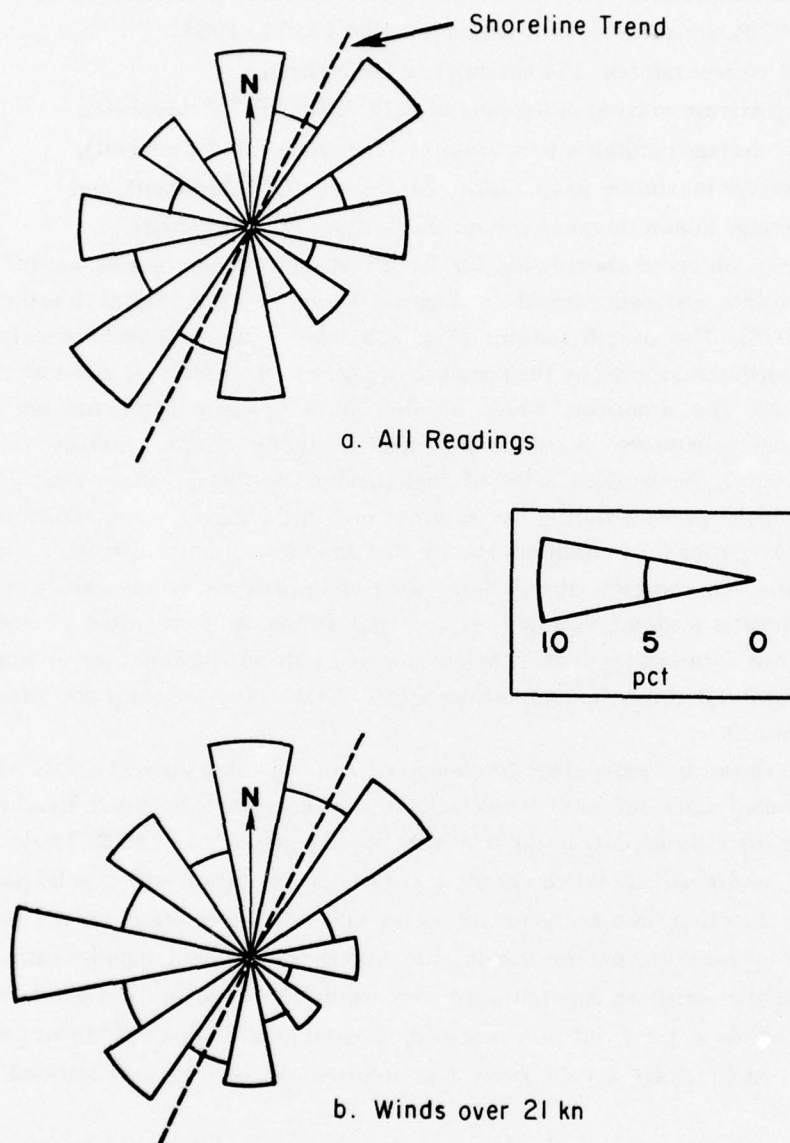 Shoreline Trend
N
a. All Readings
10 5 0
pct
N
b. Winds over 21 kn